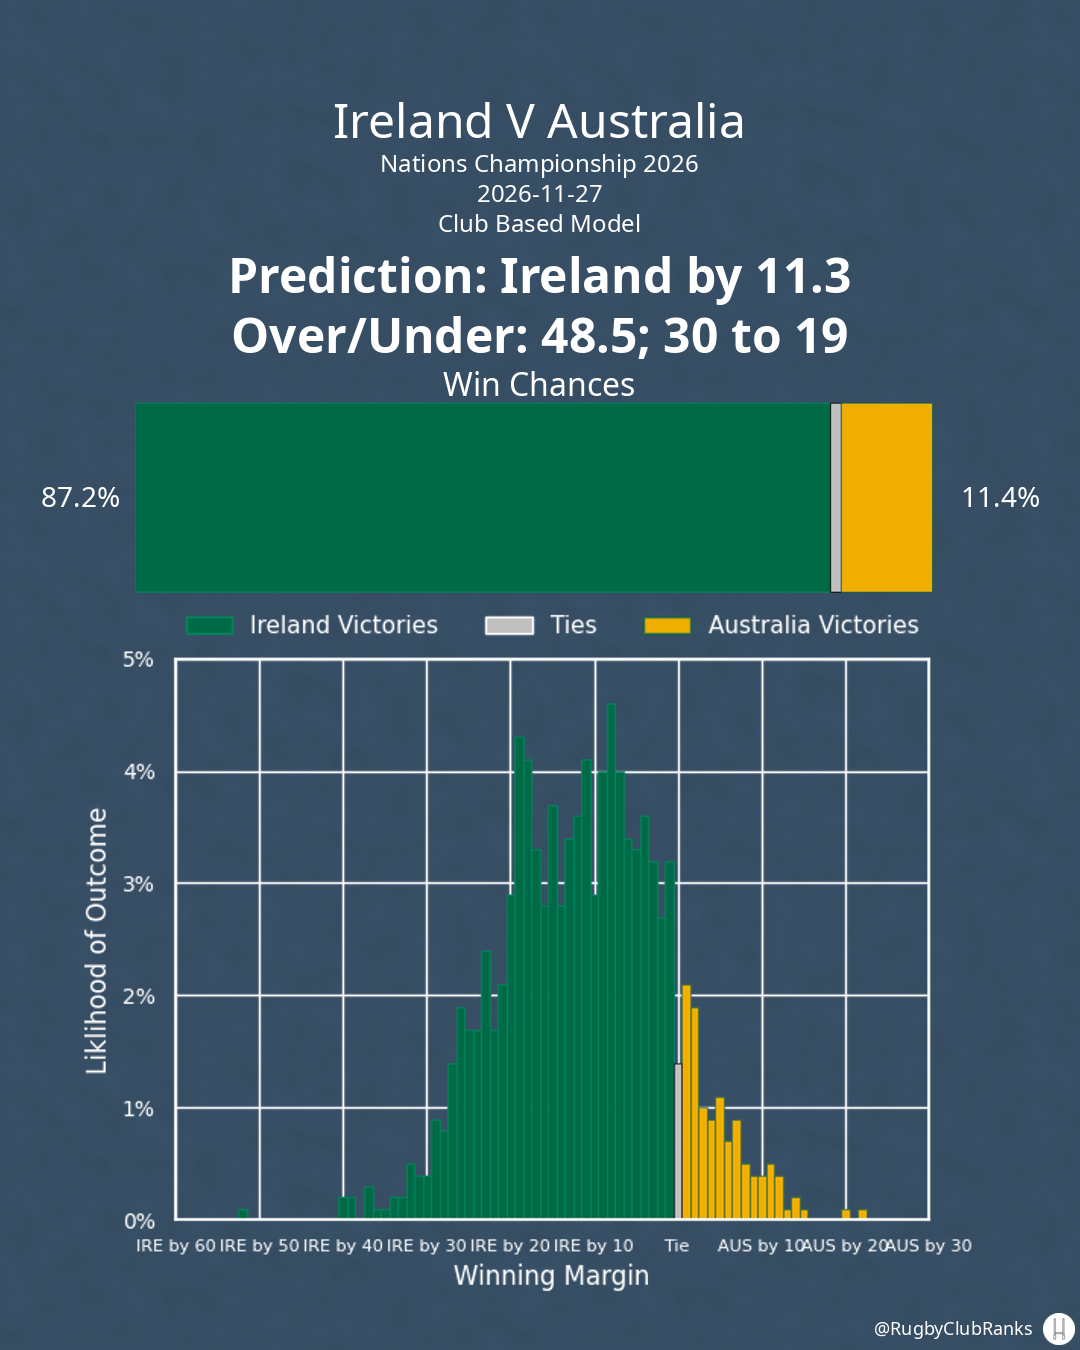 Ireland V Australia
Nations Championship 2026
2026-11-27
Club Based Model
Prediction: Ireland by 11.3
Over/Under: 48.5; 30 to 19
Win Chances
87.2%
11.4%
Ireland Victories Ties Australia Victories
5%
4%
3%
2%
1%
0%
Liklihood of Outcome
IRE by 60 IRE by 50 IRE by 40 IRE by 30 IRE by 20 IRE by 10 Tie AUS by 10 AUS by 20 AUS by 30
Winning Margin
@RugbyClubRanks